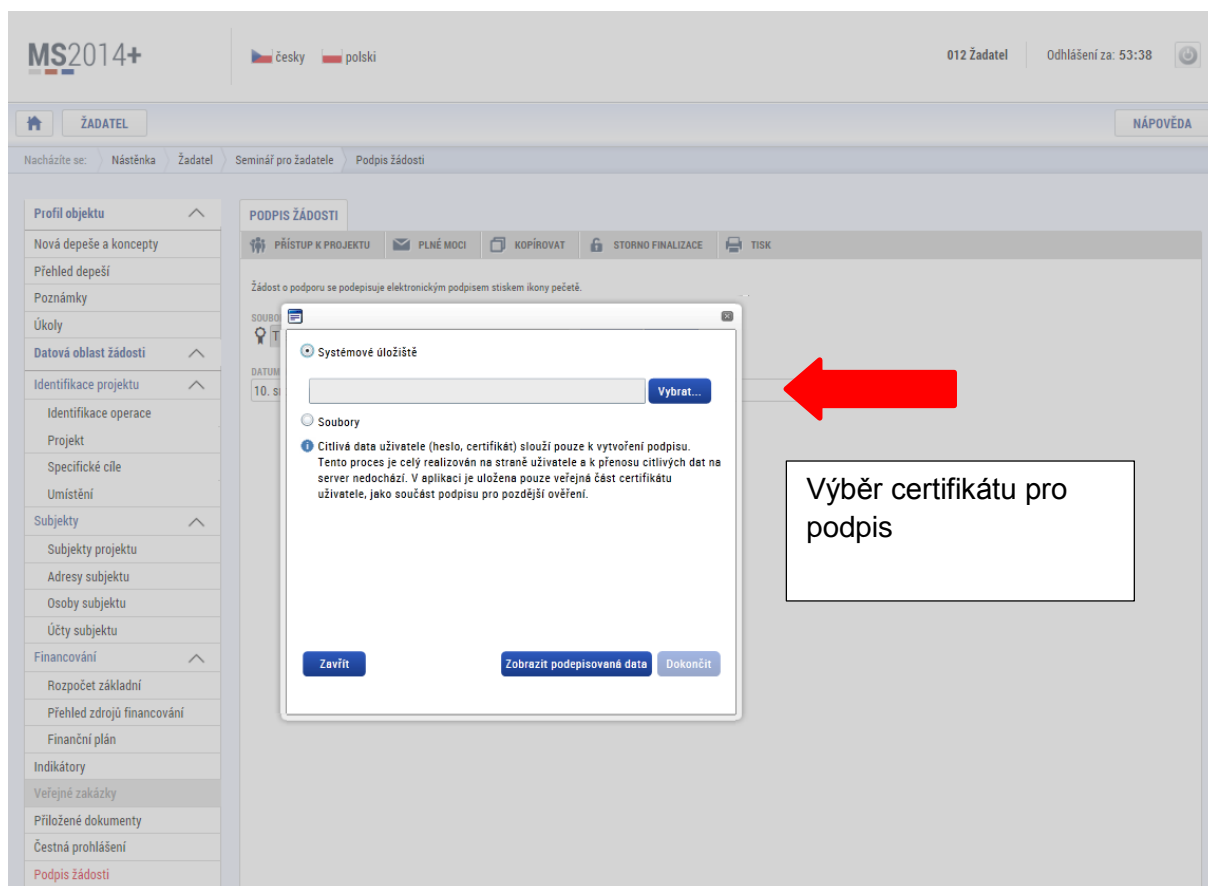 MS2014+
česky polski
012 Žadatel Odhlášení za: 53:38
ŽADATEL
NÁPOVĚDA
Nacházíte se: Nástěnka Žadatel Seminář pro žadatele Podpis žádosti
Profil objektu
Nová depeše a koncepty
Přehled depeší
Poznámky
Úkoly
Datová oblast žádosti
Identifikace projektu
Identifikace operace
Projekt
Specifické cíle
Umístění
Subjekty
Subjekty projektu
Adresy subjektu
Osoby subjektu
Účty subjektu
Financování
Rozpočet základní
Přehled zdrojů financování
Finanční plán
Indikátory
Veřejné zakázky
Přiložené dokumenty
Čestná prohlášení
Podpis žádosti
PODPIS ŽÁDOSTI
PŘÍSTUP K PROJEKTU PLNÉ MOCI KOPÍROVAT STORNO FINALIZACE TISK
Žádost o podporu se podepisuje elektronickým podpisem stiskem ikony pečetě.
SOUBO
T
DATUM
10. s
Systémové úložiště
Vybrat...
Soubory
Citlivá data uživatele (heslo, certifikát) slouží pouze k vytvoření podpisu.
Tento proces je celý realizován na straně uživatele a k přenosu citlivých dat na
server nedochází. V aplikaci je uložena pouze veřejná část certifikátu
uživatele, jako součást podpisu pro pozdější ověření.
Zavřít
Zobrazit podepisovaná data
Dokončit
Výběr certifikátu pro
podpis